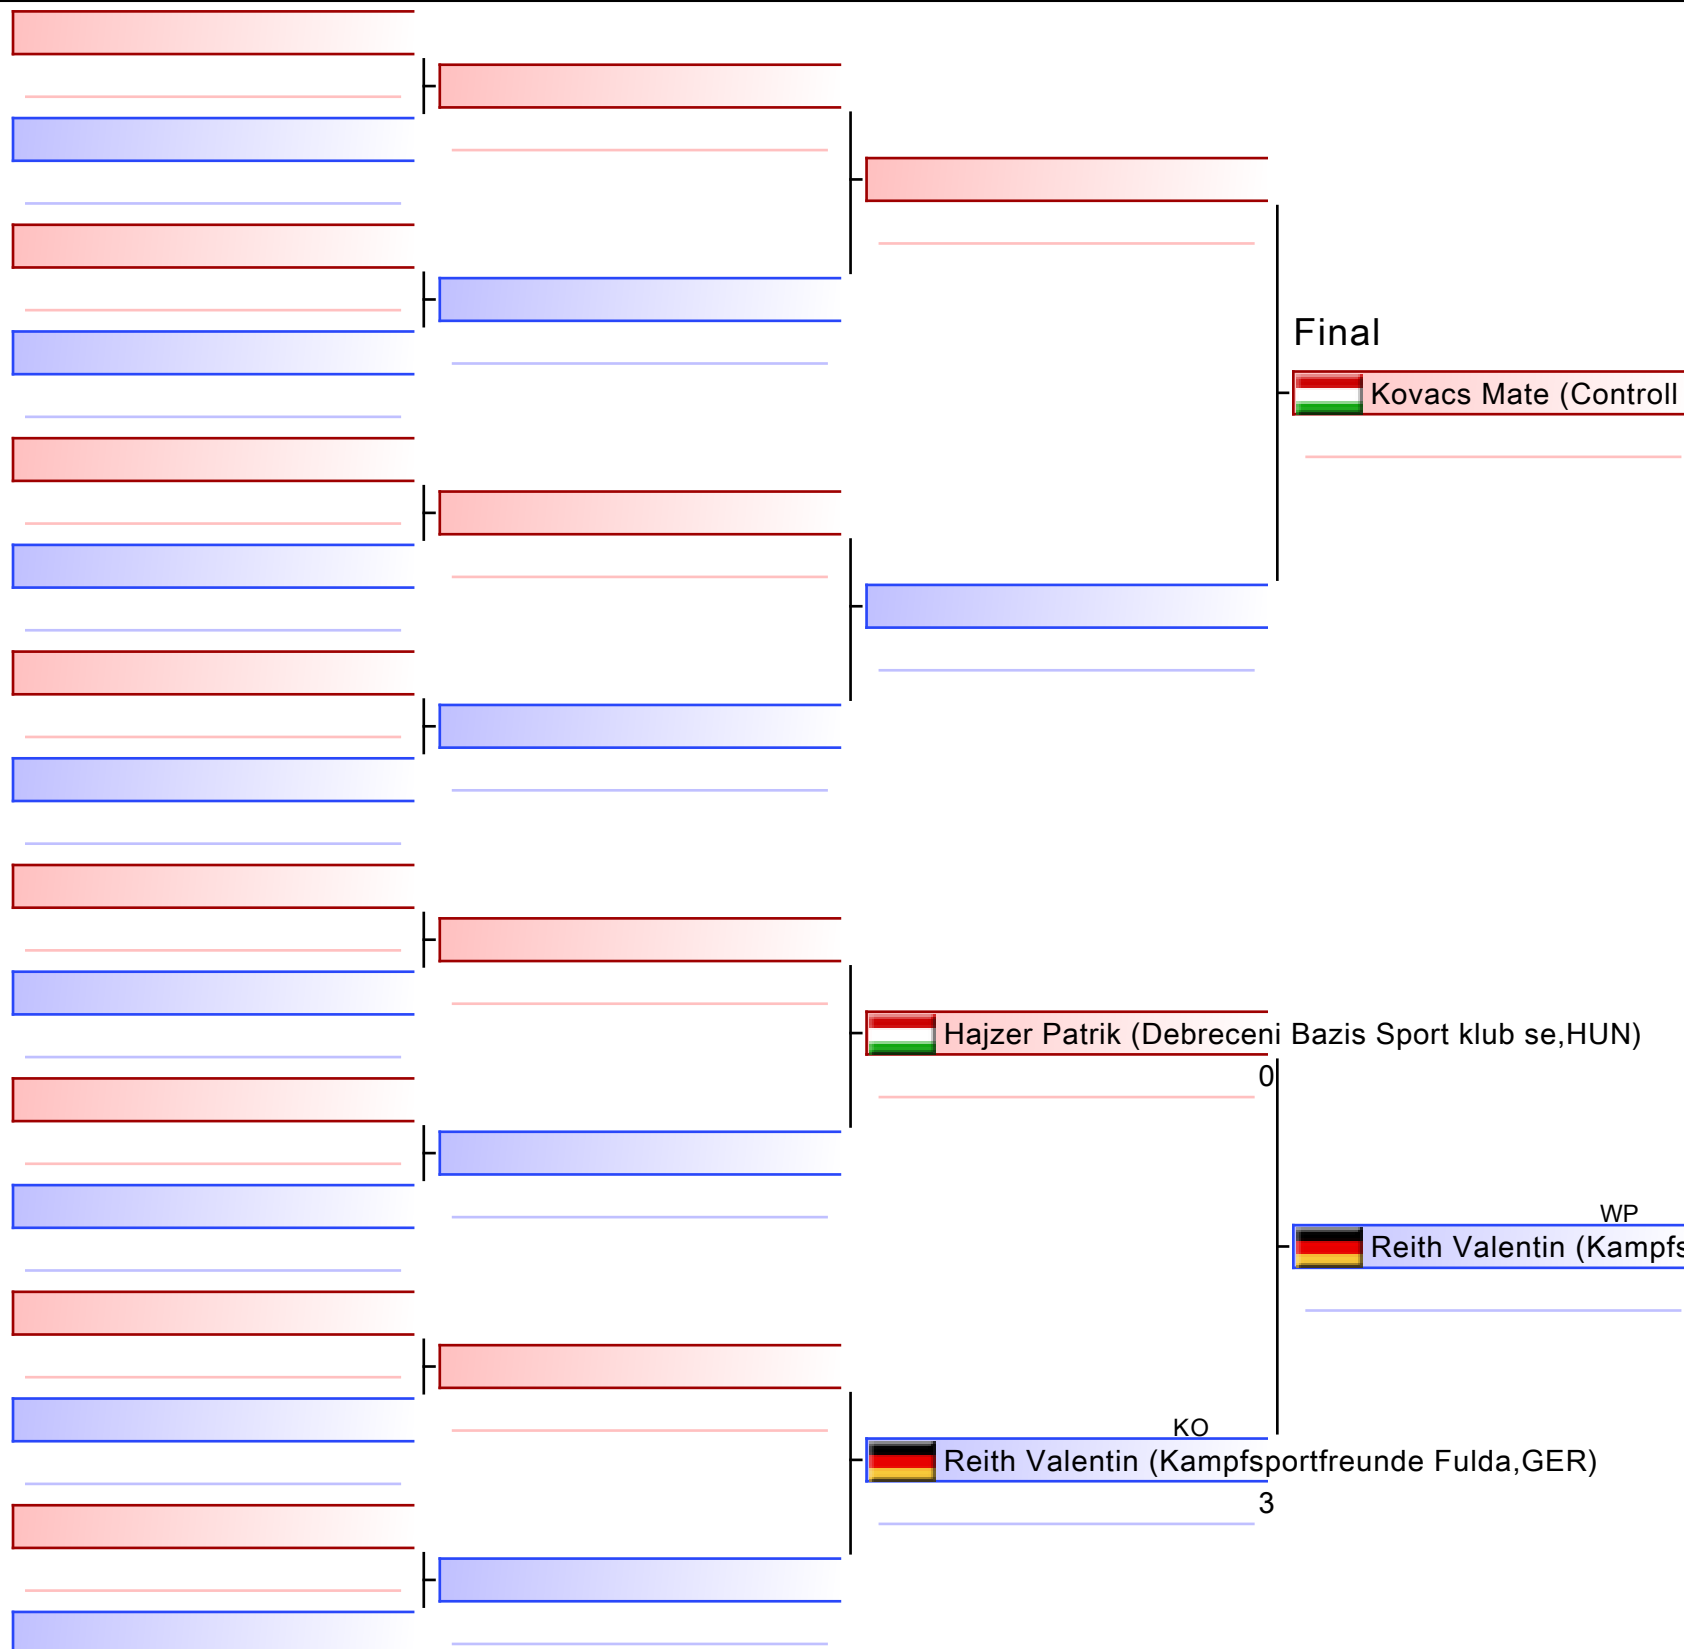 Final
Kovacs Mate (Controll
Hajzer Patrik (Debreceni Bazis Sport klub se,HUN)
0
WP
Reith Valentin (Kampfs
KO
Reith Valentin (Kampfsportfreunde Fulda,GER)
3